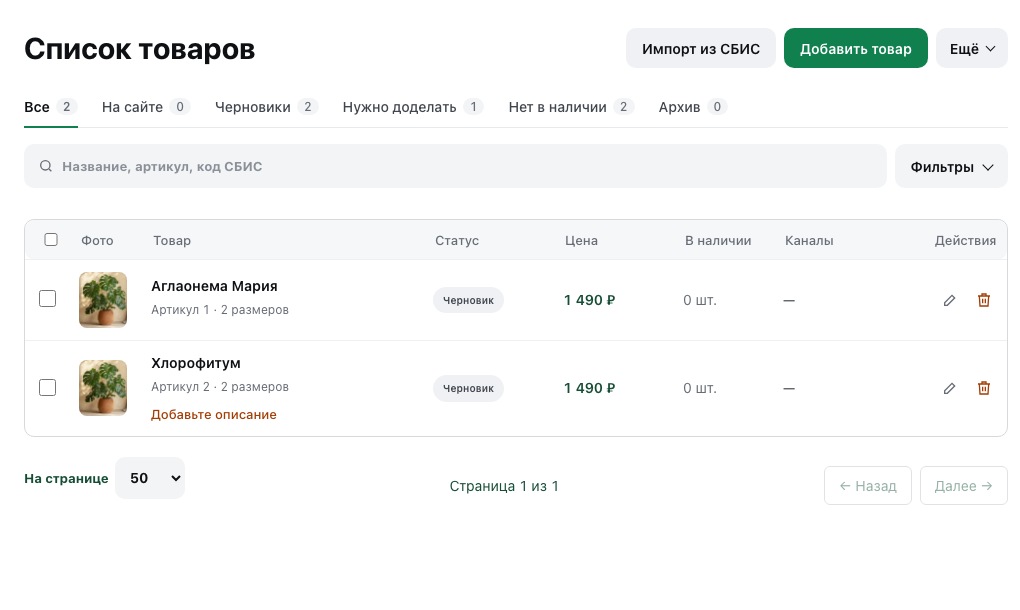 Список товаров
Импорт из СБИС
Добавить товар
Ещё
Все 2
На сайте 0
Черновики 2
Нужно доделать 1
Нет в наличии 2
Архив 0
Название, артикул, код СБИС
Фильтры
Фото Товар Статус Цена В наличии Каналы Действия
Аглаонема Мария
Артикул 1 · 2 размеров
Черновик 1 490 ₽ 0 шт. —
Хлорофитум
Артикул 2 · 2 размеров
Черновик 1 490 ₽ 0 шт. —
Добавьте описание
На странице 50
Страница 1 из 1
← Назад
Далее →